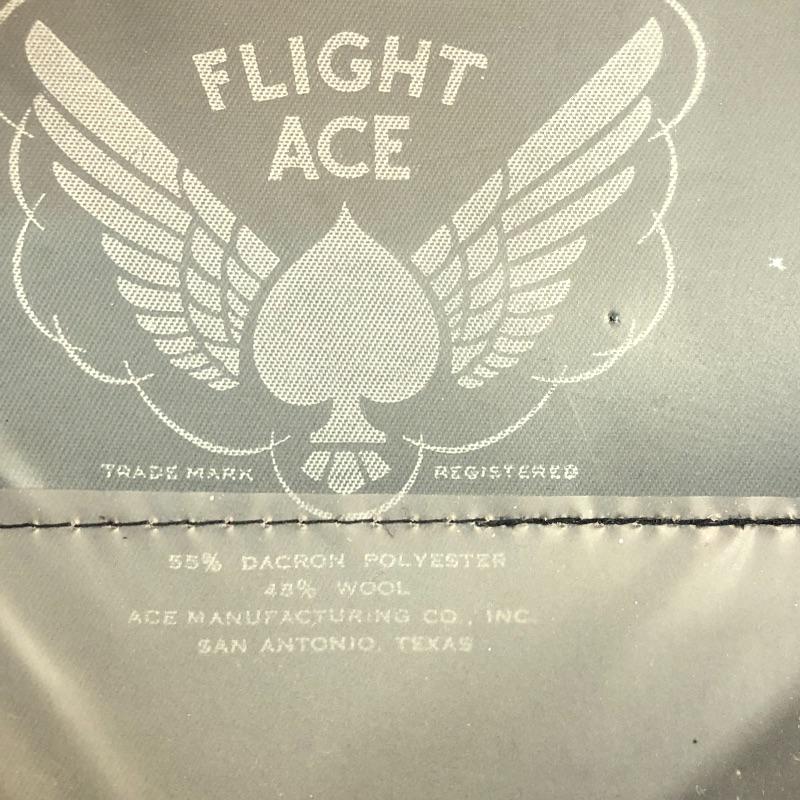 FLIGHT
ACE
TRADE MARK REGISTERED
55% DACRON POLYESTER
45% WOOL
ACE MANUFACTURING CO., INC.
SAN ANTONIO, TEXAS